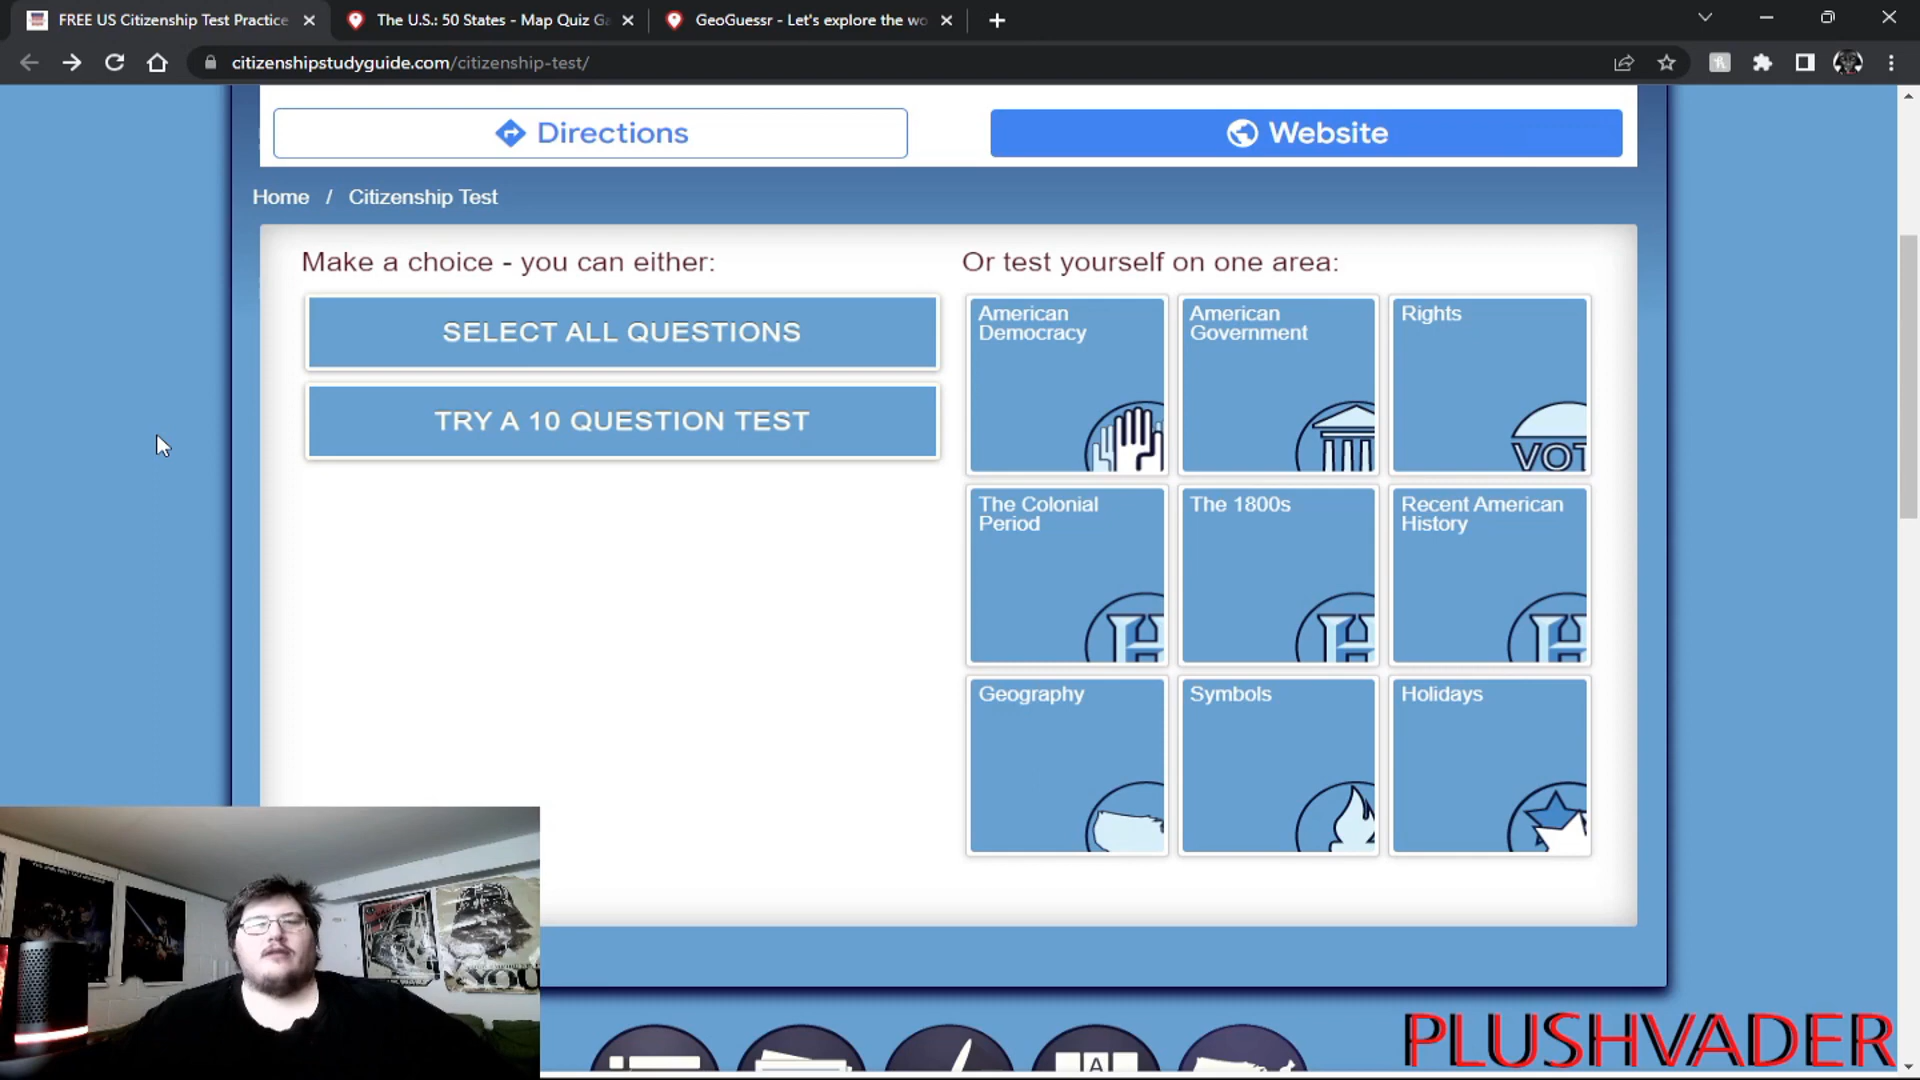 FREE US Citizenship Test Practice
The U.S.: 50 States - Map Quiz Ga
GeoGuessr - Let's explore the wo
citizenshipstudyguide.com/citizenship-test/
Directions
Website
Home / Citizenship Test
Make a choice - you can either:
SELECT ALL QUESTIONS
TRY A 10 QUESTION TEST
Or test yourself on one area:
American
Democracy
American
Government
Rights
VOT
The Colonial
Period
The 1800s
Recent American
History
Geography
Symbols
Holidays
YOU
A
PLUSHVADER